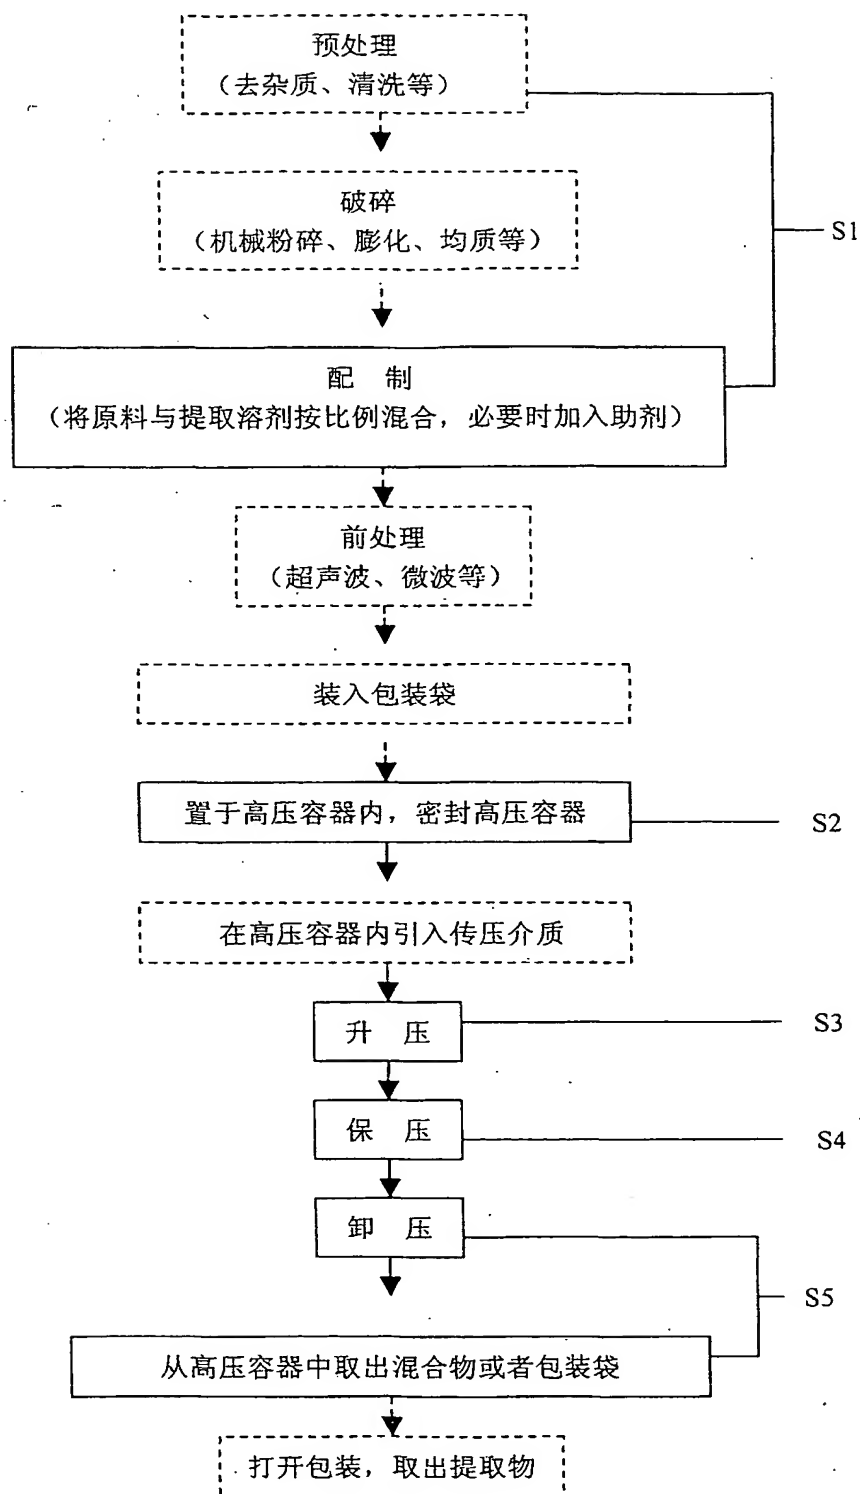 预处理
（去杂质、清洗等）
破碎
（机械粉碎、膨化、均质等）
S1
配 制
（将原料与提取溶剂按比例混合，必要时加入助剂）
前处理
（超声波、微波等）
装入包装袋
置于高压容器内，密封高压容器
S2
在高压容器内引入传压介质
升 压
S3
保 压
S4
卸 压
S5
从高压容器中取出混合物或者包装袋
打开包装，取出提取物